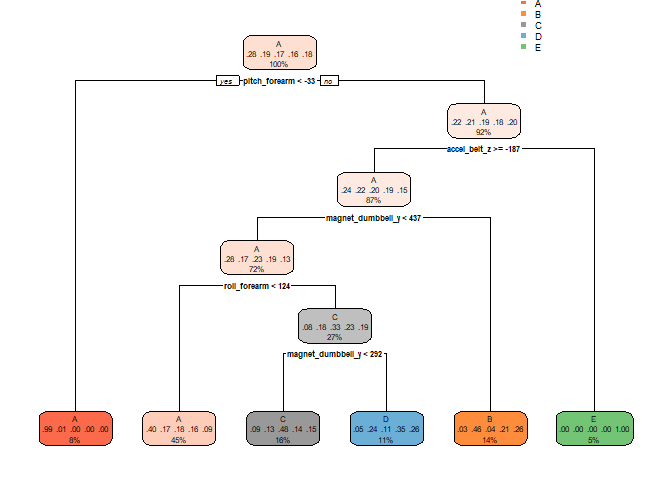 A
B
C
D
E
A
.28 .19 .17 .16 .18
100%
yes pitch_forearm < -33 no
A
.22 .21 .19 .18 .20
92%
accel_belt_z >= -187
A
.24 .22 .20 .19 .15
87%
magnet_dumbbell_y < 437
A
.28 .17 .23 .19 .13
72%
roll_forearm < 124
C
.08 .18 .33 .23 .19
27%
magnet_dumbbell_y < 292
A
.99 .01 .00 .00 .00
8%
A
.40 .17 .18 .16 .09
45%
C
.09 .13 .48 .14 .15
16%
D
.05 .24 .11 .35 .26
11%
B
.03 .46 .04 .21 .26
14%
E
.00 .00 .00 .00 1.00
5%